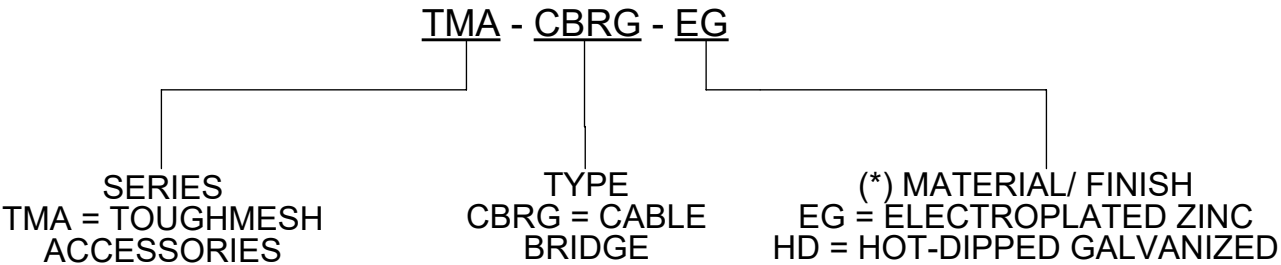 TMA - CBRG - EG
SERIES
TMA = TOUGHMESH
ACCESSORIES
TYPE
CBRG = CABLE
BRIDGE
(*) MATERIAL/ FINISH
EG = ELECTROPLATED ZINC
HD = HOT-DIPPED GALVANIZED